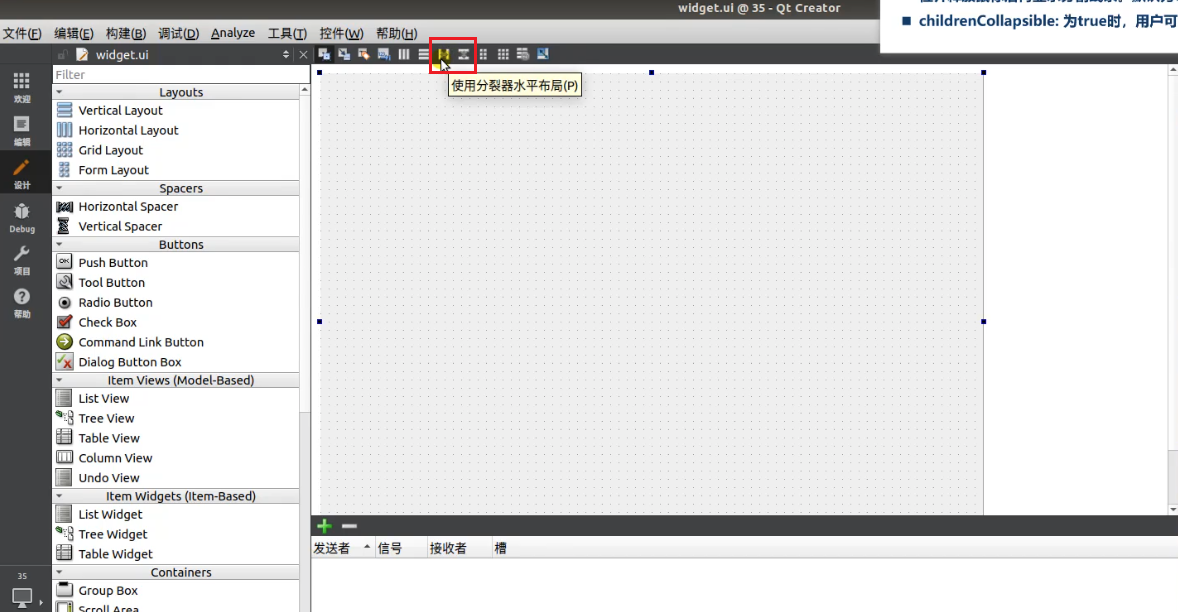 widget.ui @ 35 - Qt Creator
childrenCollapsible: 为true时，用户可
文件(F) 编辑(E) 构建(B) 调试(D) Analyze 工具(T) 控件(W) 帮助(H)
widget.ui
Filter
使用分裂器水平布局(P)
欢迎
编辑
设计
Debug
项目
帮助
35
Layouts
Vertical Layout
Horizontal Layout
Grid Layout
Form Layout
Spacers
Horizontal Spacer
Vertical Spacer
Buttons
OK
Push Button
Tool Button
Radio Button
Check Box
Command Link Button
Dialog Button Box
Item Views (Model-Based)
List View
Tree View
Table View
Column View
Undo View
Item Widgets (Item-Based)
List Widget
Tree Widget
Table Widget
Containers
Group Box
Scroll Area
发送者 信号 接收者 槽